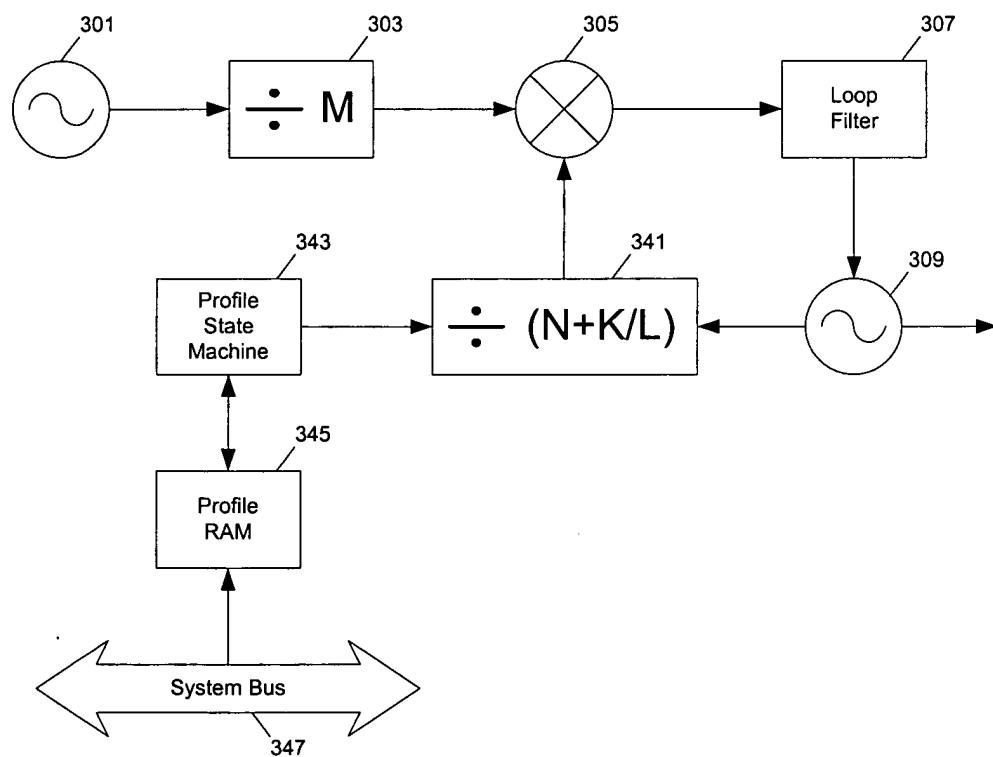 301
303
305
307
÷ M
Loop
Filter
343
341
309
Profile
State
Machine
÷ (N+K/L)
345
Profile
RAM
System Bus
347